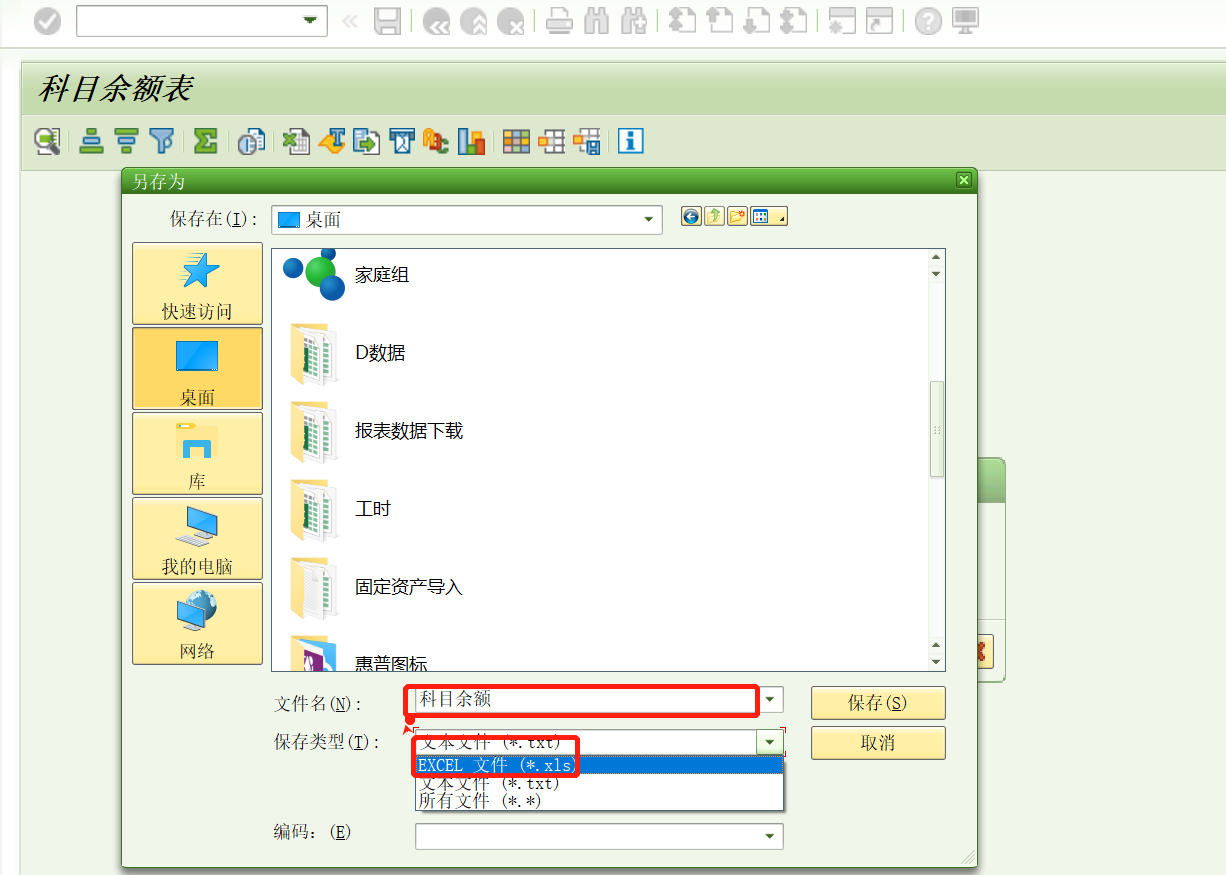 科目余额表
另存为
保存在(I):
桌面
快速访问
桌面
库
我的电脑
网络
家庭组
D数据
报表数据下载
工时
固定资产导入
惠普图标
文件名(N):
科目余额
保存(S)
保存类型(T):
文本文件 (*.txt)
取消
EXCEL 文件 (*.xls)
文本文件 (*.txt)
所有文件 (*.*)
编码: (E)